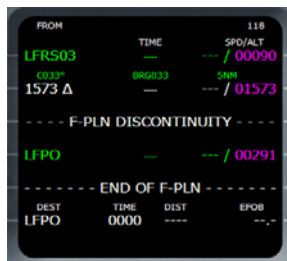 FROM 118
TIME SPD/ALT
LFRS03 --- / 00090
C033° BRG033 5NM
1573 Δ --- --- / 01573
---- F-PLN DISCONTINUITY ----
LFPO --- --- / 00291
------- END OF F-PLN -------
DEST TIME DIST EFOB
LFPO 0000 ---- --.-